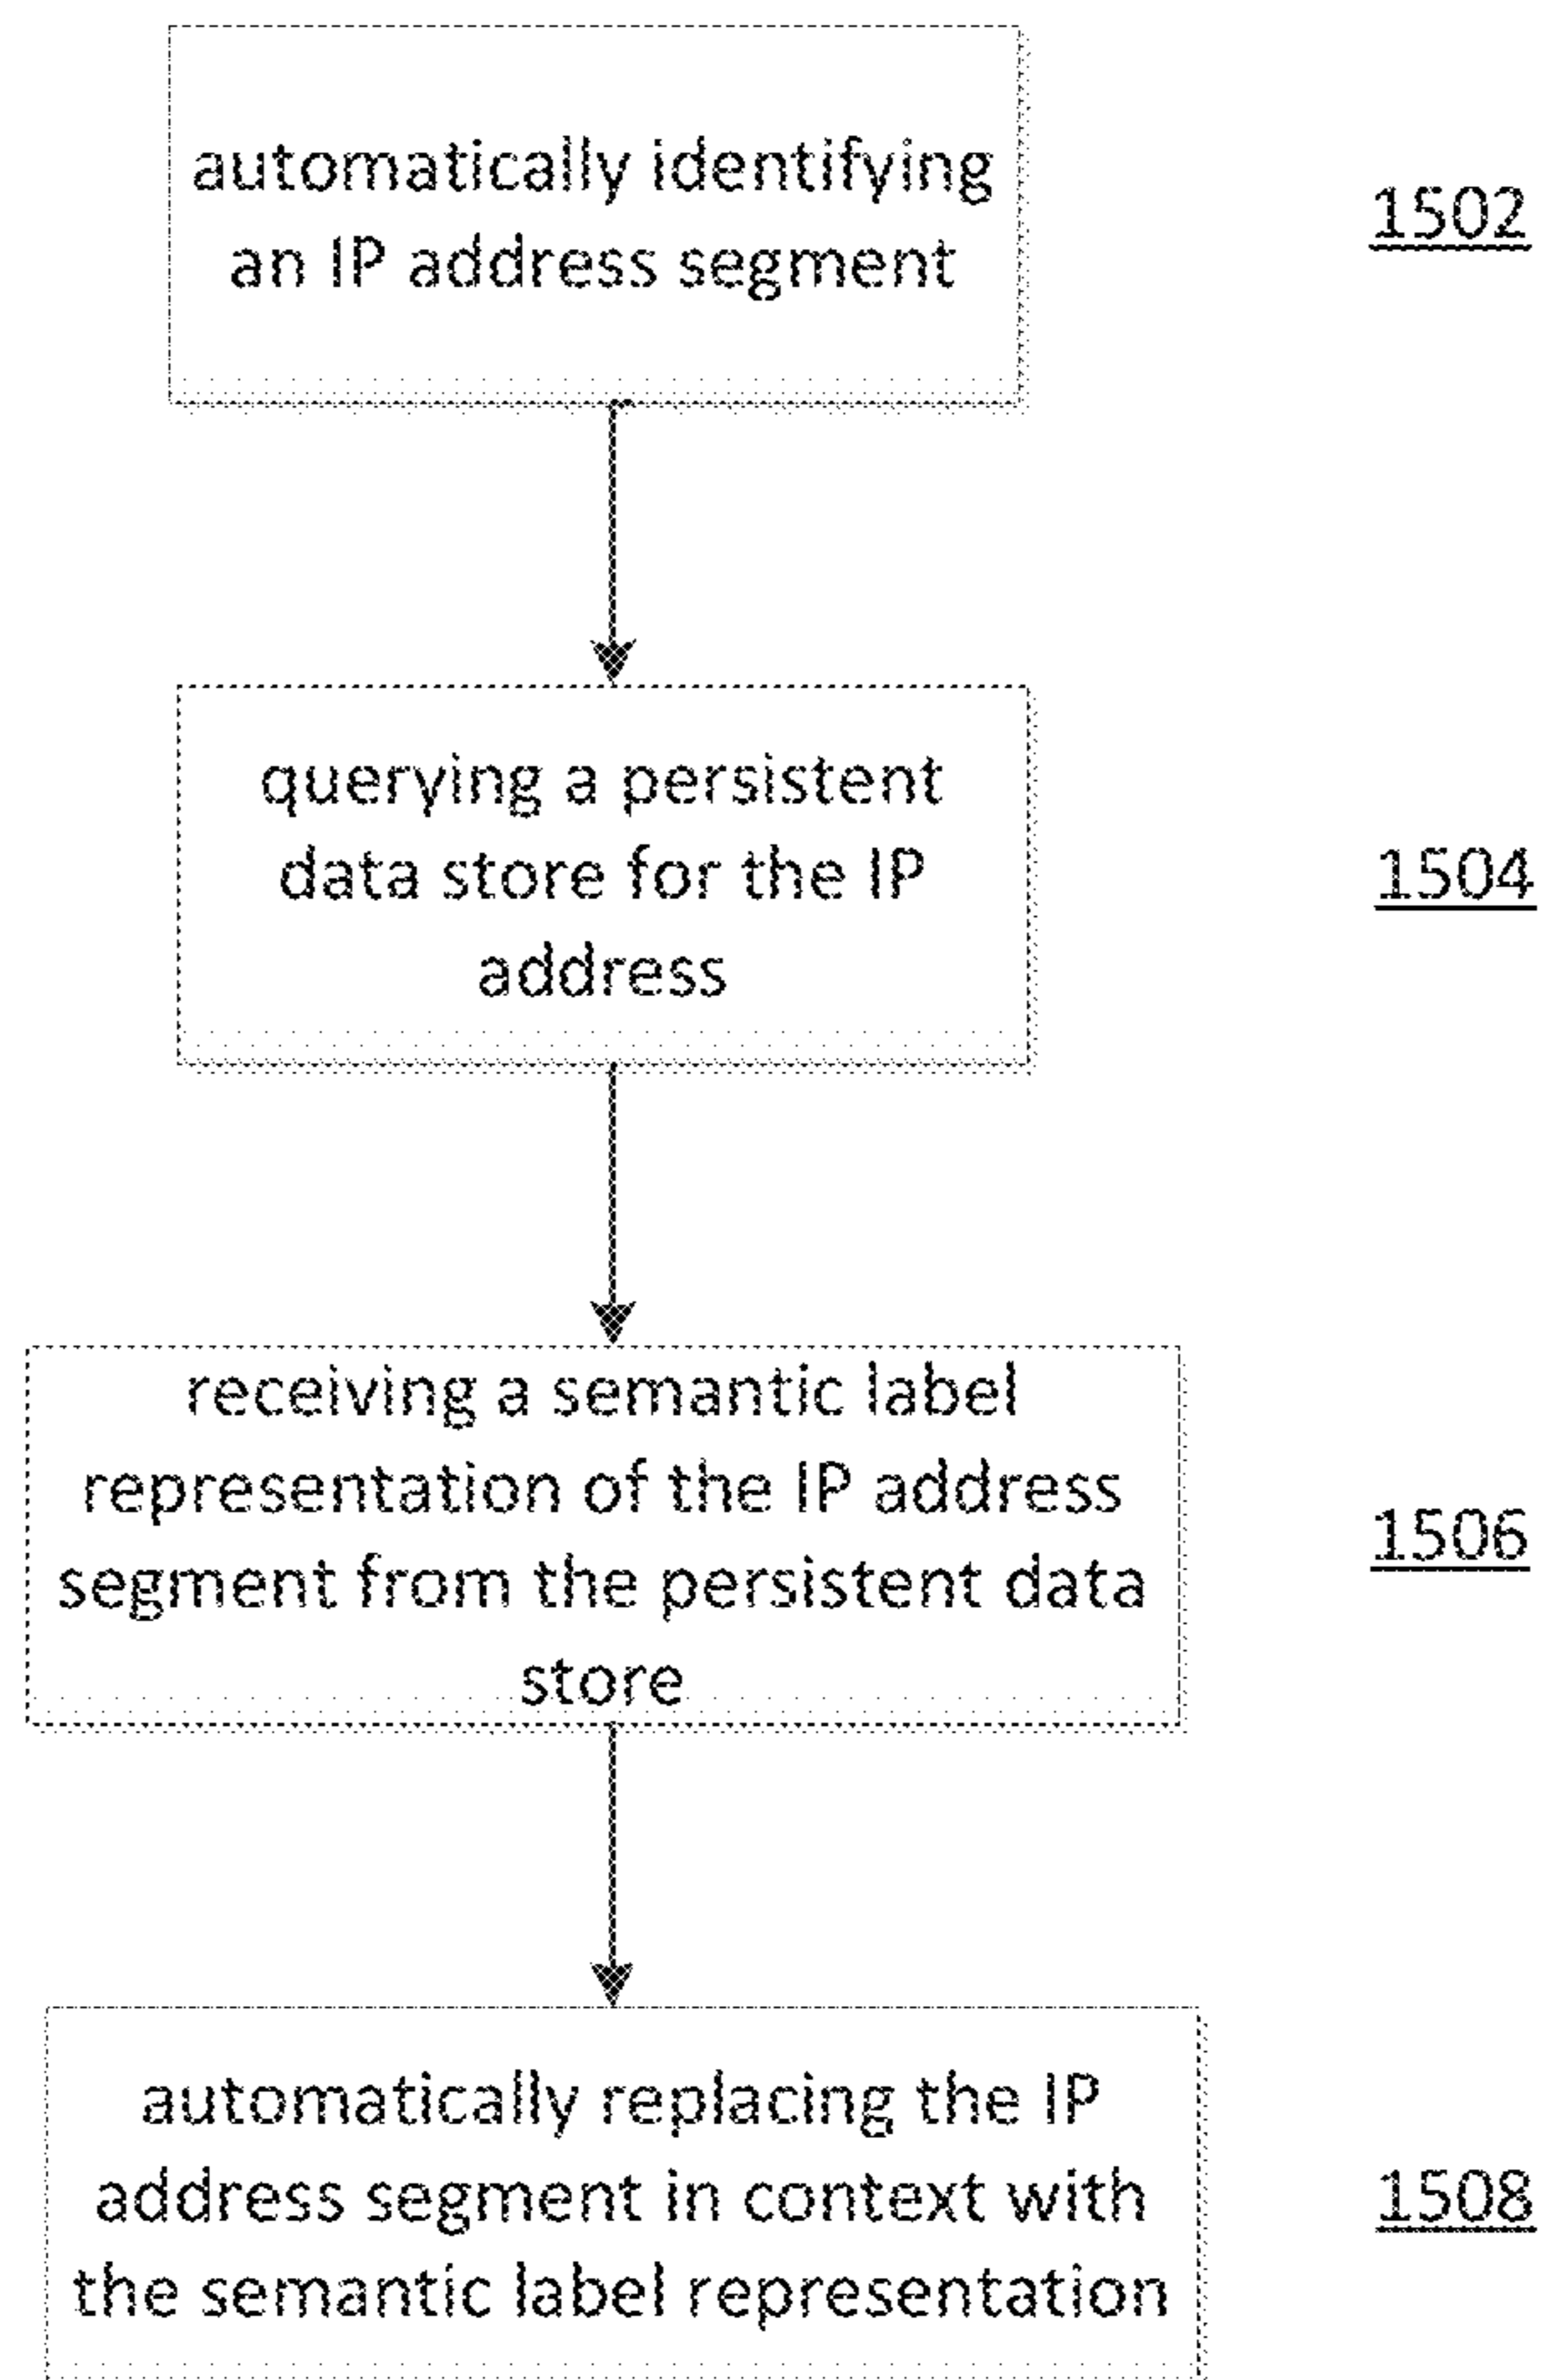 automatically identifying
an IP address segment
1502
querying a persistent
data store for the IP
address
1504
receiving a semantic label
representation of the IP address
segment from the persistent data
store
1506
automatically replacing the IP
address segment in context with
the semantic label representation
1508